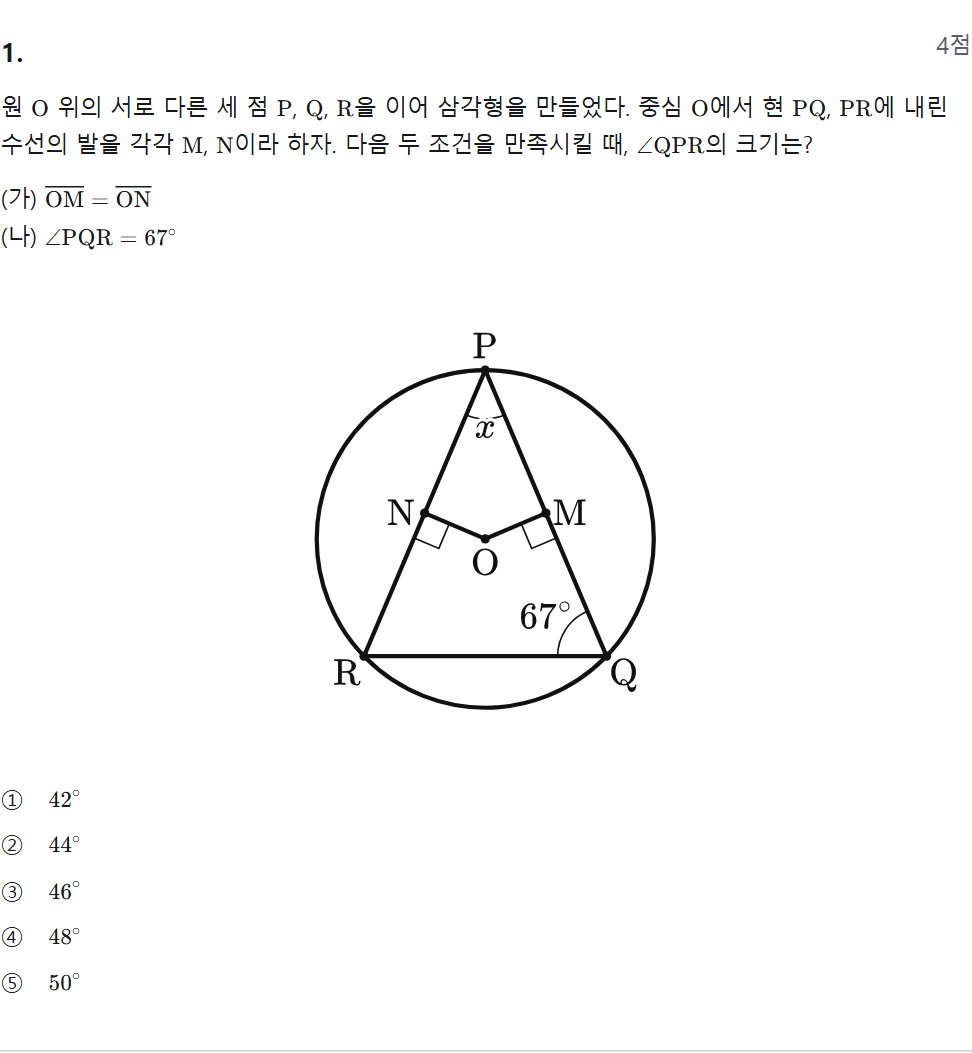 4점
1.
원 O 위의 서로 다른 세 점 P, Q, R을 이어 삼각형을 만들었다. 중심 O에서 현 PQ, PR에 내린
수선의 발을 각각 M, N이라 하자. 다음 두 조건을 만족시킬 때, ∠QPR의 크기는?
(가) O͞M͞ = O͞N͞
(나) ∠PQR = 67°
P
x
N
M
O
67°
R
Q
① 42°
② 44°
③ 46°
④ 48°
⑤ 50°